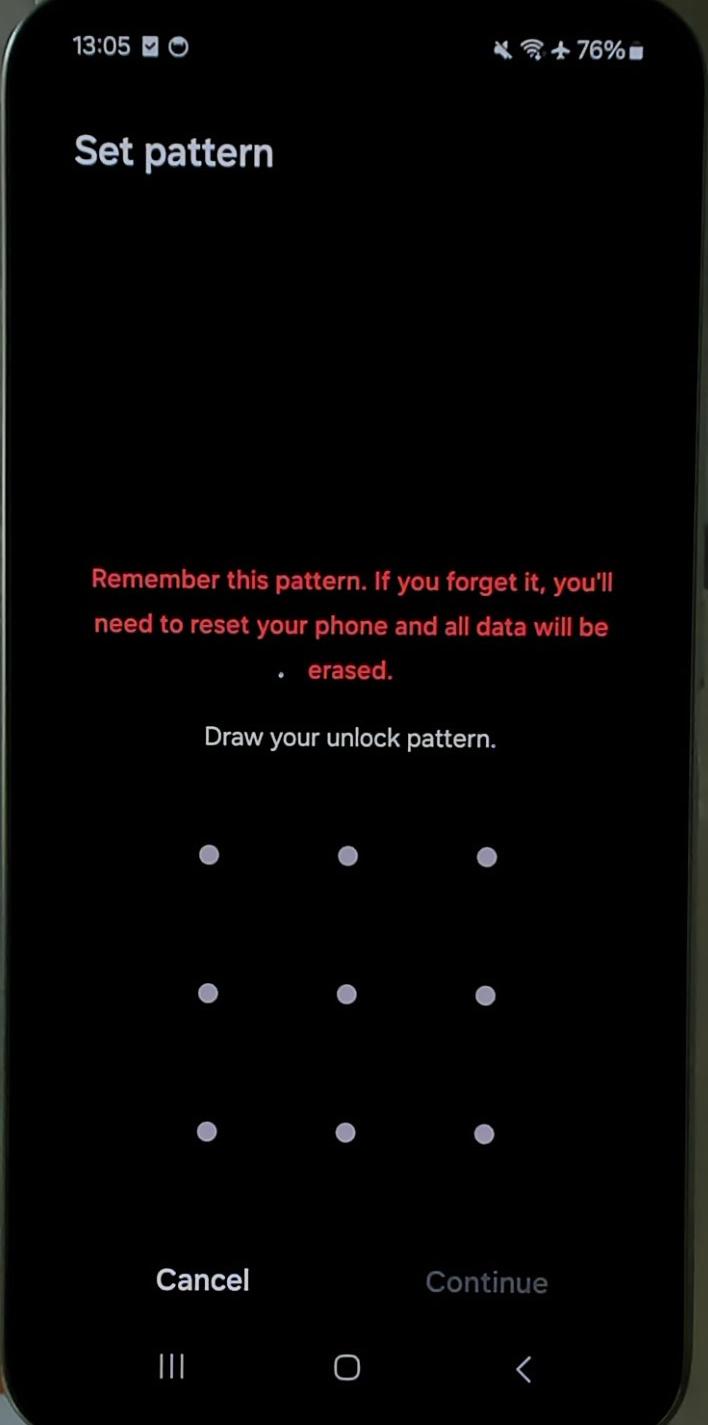 13:05 76%
Set pattern
Remember this pattern. If you forget it, you'll
need to reset your phone and all data will be
erased.
Draw your unlock pattern.
Cancel Continue